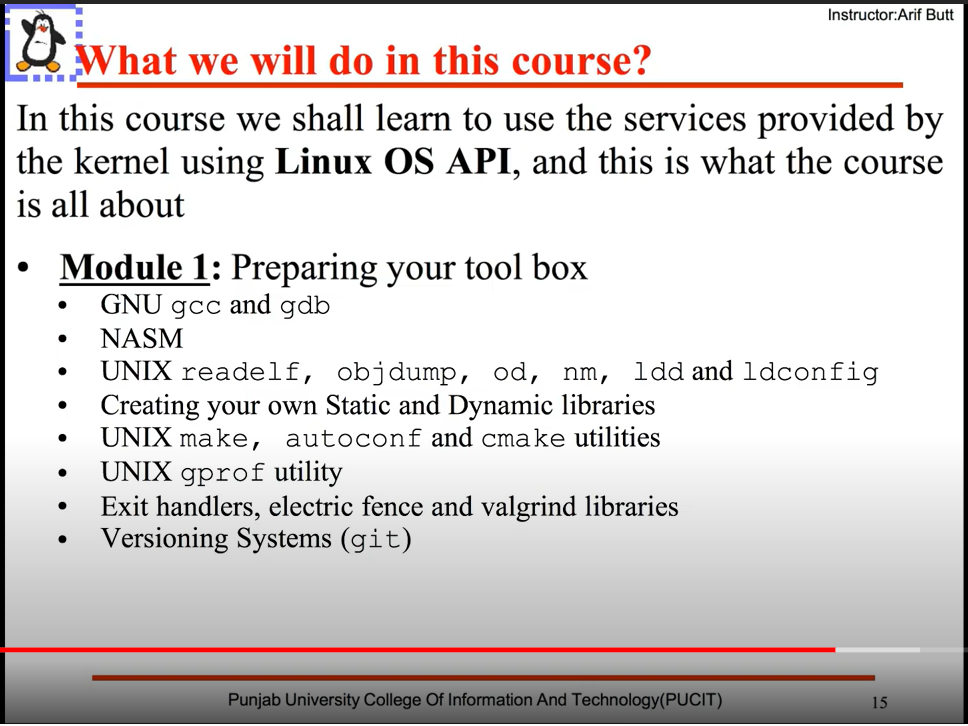 Instructor:Arif Butt
What we will do in this course?
In this course we shall learn to use the services provided by
the kernel using Linux OS API, and this is what the course
is all about
• Module 1: Preparing your tool box
• GNU gcc and gdb
• NASM
• UNIX readelf, objdump, od, nm, ldd and ldconfig
• Creating your own Static and Dynamic libraries
• UNIX make, autoconf and cmake utilities
• UNIX gprof utility
• Exit handlers, electric fence and valgrind libraries
• Versioning Systems (git)
Punjab University College Of Information And Technology(PUCIT)
15